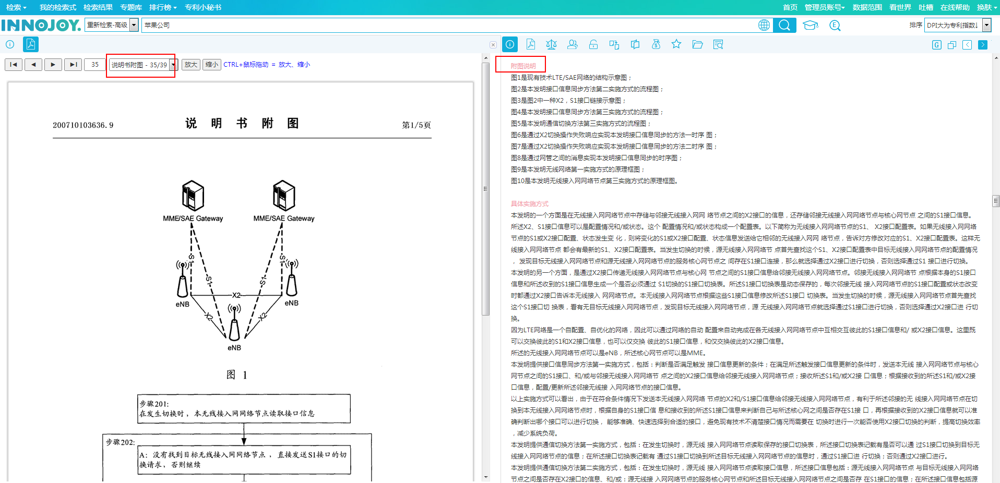 检索 我的检索式 检索结果 专题库 排行榜 专利小秘书 首页 管理员账号 数据范围 看世界 吐槽 在线帮助 换肤
INNOJOY. 重新检索-高级 苹果公司 排序 DPI大为专利指数↓
35 说明书附图 - 35/39 放大 缩小 CTRL+鼠标拖动 = 放大、缩小
200710103636.9 说 明 书 附 图 第1/5页
MME/SAE Gateway MME/SAE Gateway
S1 S1
S1 S1
X2
eNB eNB
X2 X2
eNB
图 1
步骤201:
在发生切换时，本无线接入网网络节点读取接口信息
步骤202:
A: 没有找到目标无线接入网网络节点，直接发送S1接口的切
换请求，否则继续
附图说明
图1是现有技术LTE/SAE网络的结构示意图；
图2是本发明接口信息同步方法第二实施方式的流程图；
图3是图2中一种X2，S1接口链接示意图；
图4是本发明接口信息同步方法第三实施方式的流程图；
图5是本发明通信切换方法第三实施方式的流程图；
图6是通过X2切换操作失败响应实现本发明接口信息同步的方法一时序 图；
图7是通过X2切换操作失败响应实现本发明接口信息同步的方法二时序 图；
图8是通过网管之间的消息实现本发明接口信息同步的时序图；
图9是本发明无线网络第一实施方式的原理框图；
图10是本发明无线接入网网络节点第三实施方式的原理框图。
具体实施方式
本发明的一个方面是在无线接入网网络节点中存储与邻接无线接入网网 络节点之间的X2接口的信息，还存储邻接无线接入网网络节点与核心网节点 之间的S1接口信息。
所述X2、S1接口信息可以是配置情况和/或状态。这个 配置情况和/或状态构成一个配置表。以下简称为无线接入网网络节点的S1、 X2接口配置表。如果无线接入网网络
节点的S1或X2接口配置、状态发生变 化，则将变化的S1或X2接口配置、状态信息发送给它相邻的无线接入网网 络节点，告诉对方修改对应的S1、X2接口配置表。这样无
线接入网网络节点 都会有最新的S1、X2接口配置表。当发生切换的时候，源无线接入网网络节 点首先查找这个S1、X2接口配置表中目标无线接入网网络节点的配置情况
， 发现目标无线接入网网络节点和源无线接入网网络节点的服务核心网节点之 间存在S1接口连接，那么就选择通过X2接口进行切换，否则选择通过S1 接口进行切换。
本发明的另一个方面，是通过X2接口传递无线接入网网络节点与核心网 节点之间的S1接口信息给邻接无线接入网网络节点。邻接无线接入网网络节 点根据本身的S1接口
信息和所述收到的S1接口信息生成一个是否必须通过 S1切换的S1接口切换表。所述S1接口切换表是动态保存的，每次邻接无线 接入网网络节点的S1接口配置或状态改变
时都通过X2接口告诉本无线接入 网网络节点。本无线接入网网络节点根据这些S1接口信息修改所述S1接口 切换表。当发生切换的时候，源无线接入网网络节点首先查找
这个S1接口切 换表，看有无目标无线接入网网络节点，发现目标无线接入网网络节点，源 无线接入网网络节点就选择通过S1接口进行切换，否则选择通过X2接口进 行切
换。
因为LTE网络是一个自配置、自优化的网络，因此可以通过网络的自动 配置来自动完成在各无线接入网网络节点中互相交互彼此的S1接口信息和/ 或X2接口信息。这里既
可以交换彼此的S1和X2接口信息，也可以仅交换 彼此的S1接口信息，和仅交换彼此的X2接口信息。
所述的无线接入网网络节点可以是eNB，所述核心网节点可以是MME。
本发明提供接口信息同步方法第一实施方式，包括：判断是否满足触发 接口信息更新的条件；在满足所述触发接口信息更新的条件时，发送本无线 接入网网络节点与核心
网节点之间的S1接口、和/或与邻接无线接入网网络节 点之间的X2接口信息给邻接无线接入网网络节点；接收所述S1和/或X2接 口信息；根据接收到的所述S1和/或X2接
口信息，配置/更新所述邻接无线接 入网网络节点的接口信息。
以上实施方式可以看出，由于在符合条件情况下发送本无线接入网网络 节点的X2和/S1接口信息给邻接无线接入网网络节点，有利于所述邻接的无 线接入网网络节点在切
换到本无线接入网网络节点时，根据自身的S1接口信 息和接收到的所述S1接口信息来判断自己与所述核心网之间是否存在S1接 口，再根据接收到的X2接口信息就可以准
确判断出哪个接口可以进行切换， 能够准确、快速选择到合适的接口，避免现有技术不清楚接口情况而需要在 切换时进行一次能否使用X2接口切换的判断，提高切换效率
，减少系统负荷。
本发明提供通信切换方法第一实施方式，包括：在发生切换时，源无线 接入网网络节点读取保存的接口切换表，所述接口切换表记载有是否可以通 过S1接口切换到目标无
线接入网网络节点的信息；在所述接口切换表记载有 通过S1接口切换到所述目标无线接入网网络节点的信息时，通过S1接口进 行切换；否则通过X2接口进行。
本发明提供通信切换方法第二实施方式，包括：在发生切换时，源无线 接入网网络节点读取接口信息，所述接口信息包括：源无线接入网网络节点 与目标无线接入网网络
节点之间是否存在X2接口的信息、和/或：源无线接 入网网络节点的服务核心网节点和所述目标无线接入网网络节点之间是否存 在S1接口的信息；在所述接口信息包括源